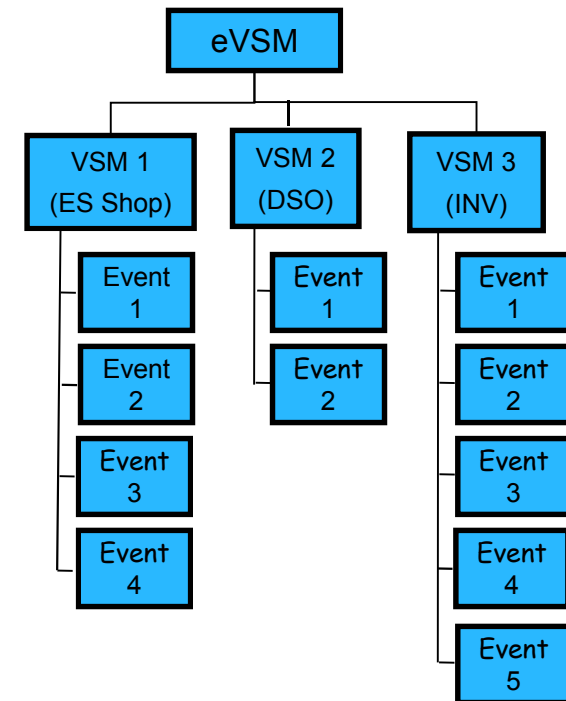 eVSM
VSM 1
(ES Shop)
VSM 2
(DSO)
VSM 3
(INV)
Event
1
Event
2
Event
3
Event
4
Event
1
Event
2
Event
1
Event
2
Event
3
Event
4
Event
5